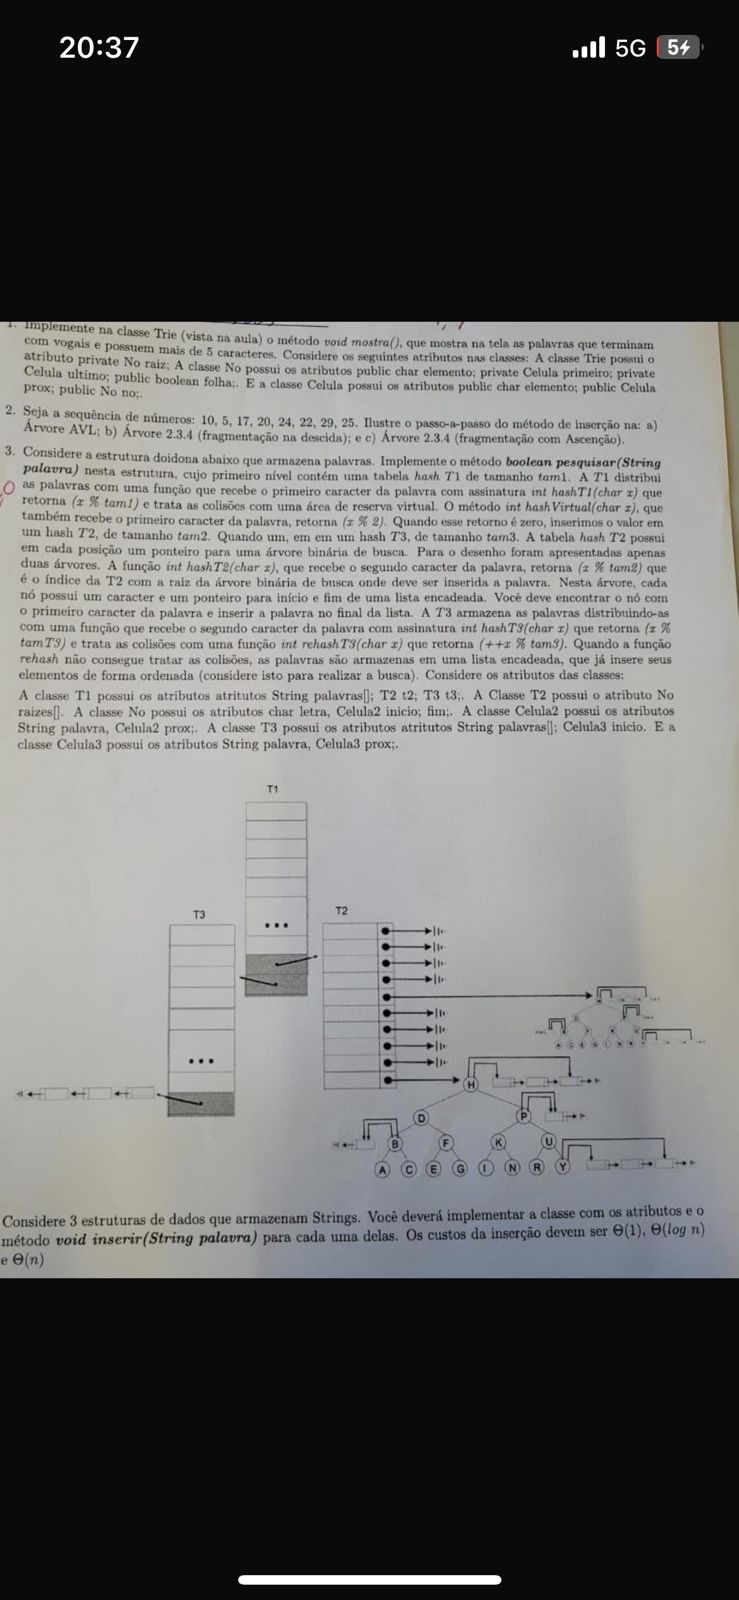 20:37
5G 5
1. Implemente na classe Trie (vista na aula) o método void mostra(), que mostra na tela as palavras que terminam
com vogais e possuem mais de 5 caracteres. Considere os seguintes atributos nas classes: A classe Trie possui o
atributo private No raiz; A classe No possui os atributos public char elemento; private Celula primeiro; private
Celula ultimo; public boolean folha;. E a classe Celula possui os atributos public char elemento; public Celula
prox; public No no;.
2. Seja a sequência de números: 10, 5, 17, 20, 24, 22, 29, 25. Ilustre o passo-a-passo do método de inserção na: a)
Árvore AVL; b) Árvore 2.3.4 (fragmentação na descida); e c) Árvore 2.3.4 (fragmentação com Ascenção).
3. Considere a estrutura doidona abaixo que armazena palavras. Implemente o método boolean pesquisar(String
palavra) nesta estrutura, cujo primeiro nível contém uma tabela hash T1 de tamanho tam1. A T1 distribui
as palavras com uma função que recebe o primeiro caracter da palavra com assinatura int hashT1(char x) que
retorna (x % tam1) e trata as colisões com uma área de reserva virtual. O método int hashVirtual(char x), que
também recebe o primeiro caracter da palavra, retorna (x % 2). Quando esse retorno é zero, inserimos o valor em
um hash T2, de tamanho tam2. Quando um, em em um hash T3, de tamanho tam3. A tabela hash T2 possui
em cada posição um ponteiro para uma árvore binária de busca. Para o desenho foram apresentadas apenas
duas árvores. A função int hashT2(char x), que recebe o segundo caracter da palavra, retorna (x % tam2) que
é o índice da T2 com a raiz da árvore binária de busca onde deve ser inserida a palavra. Nesta árvore, cada
nó possui um caracter e um ponteiro para início e fim de uma lista encadeada. Você deve encontrar o nó com
o primeiro caracter da palavra e inserir a palavra no final da lista. A T3 armazena as palavras distribuindo-as
com uma função que recebe o segundo caracter da palavra com assinatura int hashT3(char x) que retorna (x %
tamT3) e trata as colisões com uma função int rehashT3(char x) que retorna (++x % tam3). Quando a função
rehash não consegue tratar as colisões, as palavras são armazenas em uma lista encadeada, que já insere seus
elementos de forma ordenada (considere isto para realizar a busca). Considere os atributos das classes:
A classe T1 possui os atributos atritutos String palavras[]; T2 t2; T3 t3;. A Classe T2 possui o atributo No
raizes[]. A classe No possui os atributos char letra, Celula2 inicio; fim;. A classe Celula2 possui os atributos
String palavra, Celula2 prox;. A classe T3 possui os atributos atritutos String palavras[]; Celula3 inicio. E a
classe Celula3 possui os atributos String palavra, Celula3 prox;.
T1
T3
T2
H
D P
B F K U
A C E G I N R Y
Considere 3 estruturas de dados que armazenam Strings. Você deverá implementar a classe com os atributos e o
método void inserir(String palavra) para cada uma delas. Os custos da inserção devem ser Θ(1), Θ(log n)
e Θ(n)